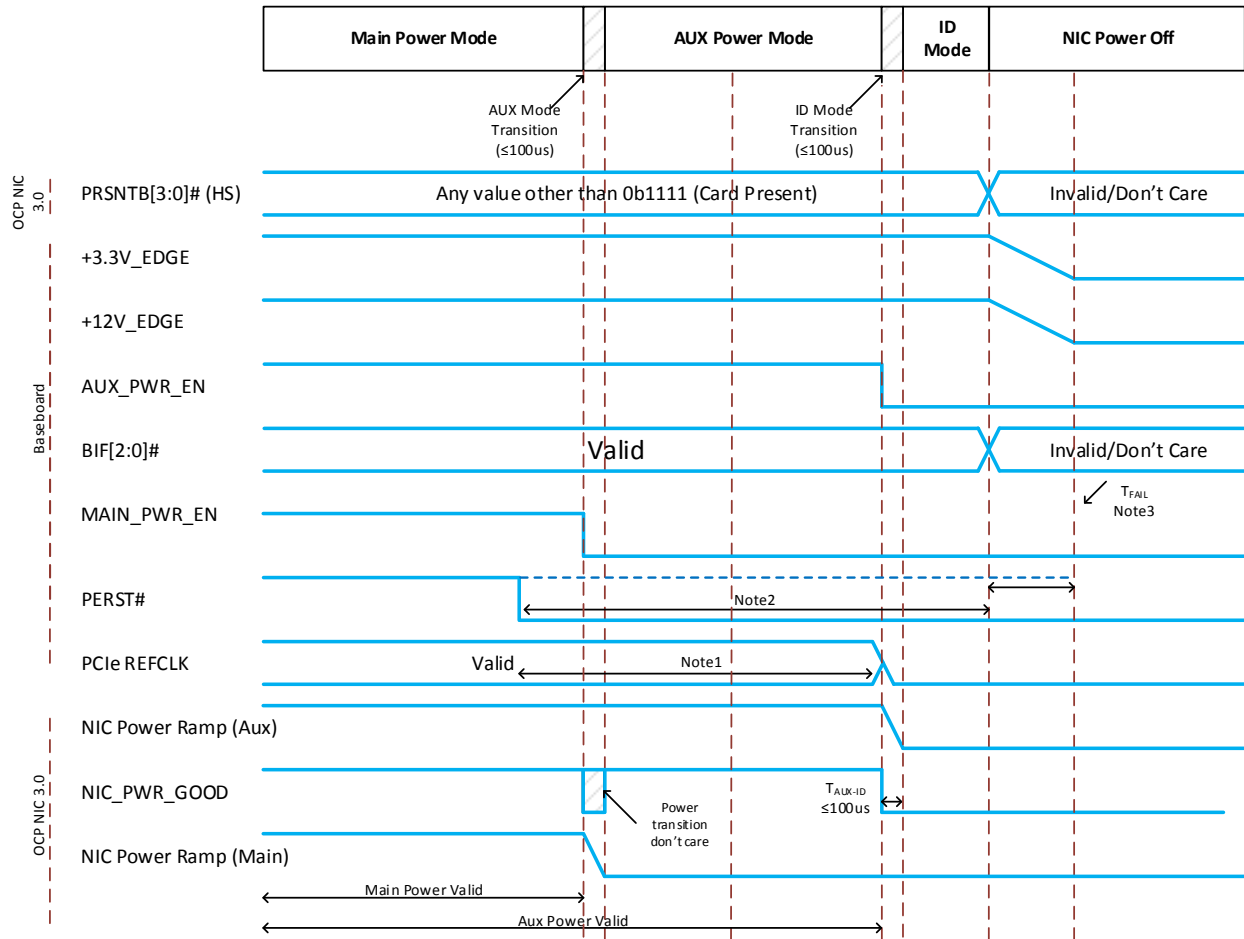 Main Power Mode
AUX Power Mode
ID
Mode
NIC Power Off
AUX Mode
Transition
(≤100us)
ID Mode
Transition
(≤100us)
OCP NIC
3.0
PRSNTB[3:0]# (HS)
Any value other than 0b1111 (Card Present)
Invalid/Don't Care
+3.3V_EDGE
+12V_EDGE
AUX_PWR_EN
Baseboard
BIF[2:0]#
Valid
Invalid/Don't Care
MAIN_PWR_EN
TFAIL
Note3
PERST#
Note2
PCIe REFCLK
Valid
Note1
NIC Power Ramp (Aux)
OCP NIC 3.0
NIC_PWR_GOOD
Power
transition
don't care
TAUX-ID
≤100us
NIC Power Ramp (Main)
Main Power Valid
Aux Power Valid